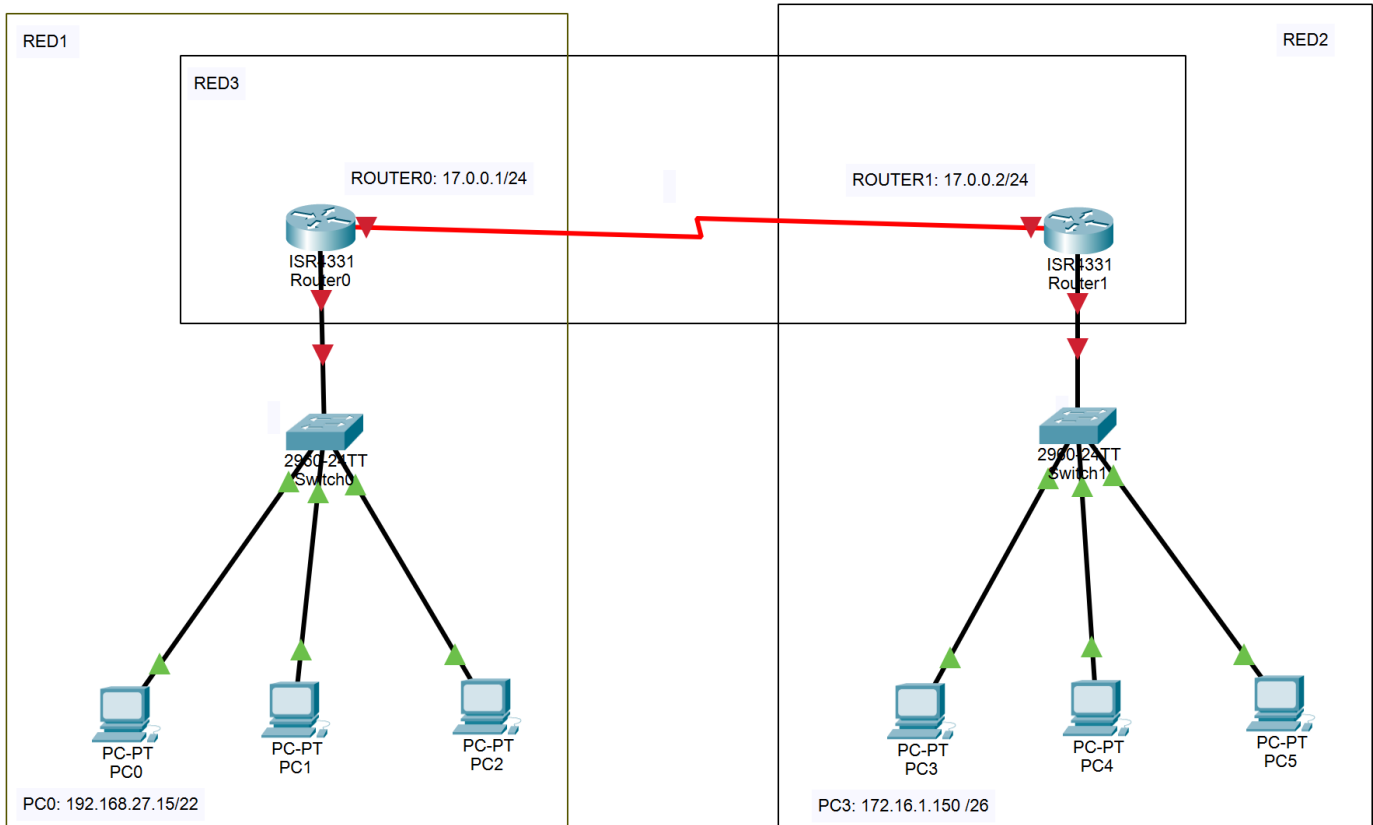 RED1
RED2
RED3
ROUTER0: 17.0.0.1/24
ROUTER1: 17.0.0.2/24
ISR4331
Router0
ISR4331
Router1
2960-24TT
Switch0
2960-24TT
Switch1
PC-PT
PC0
PC-PT
PC1
PC-PT
PC2
PC-PT
PC3
PC-PT
PC4
PC-PT
PC5
PC0: 192.168.27.15/22
PC3: 172.16.1.150 /26